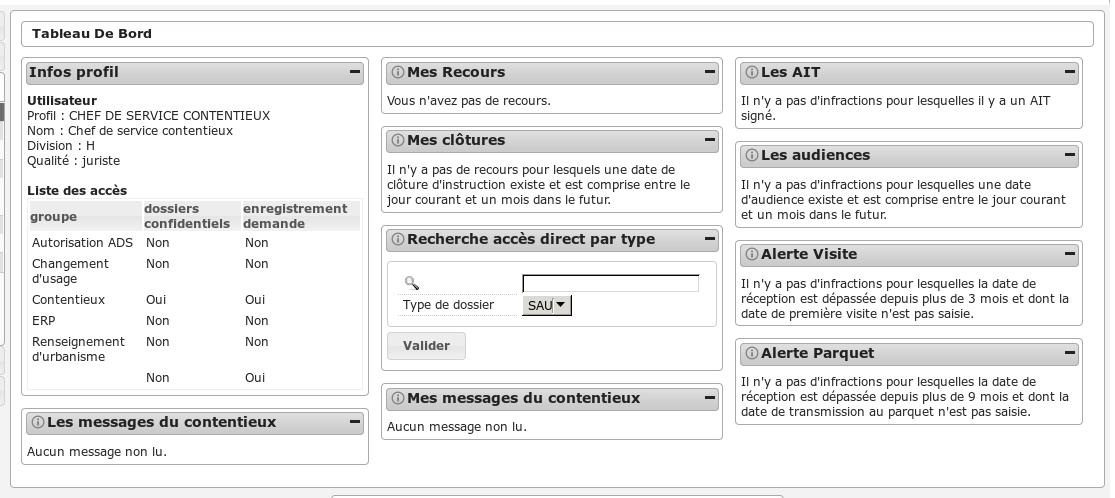 Tableau De Bord
Infos profil
Utilisateur
Profil : CHEF DE SERVICE CONTENTIEUX
Nom : Chef de service contentieux
Division : H
Qualité : juriste
Liste des accès
groupe dossiers confidentiels enregistrement demande
Autorisation ADS Non Non
Changement d'usage Non Non
Contentieux Oui Oui
ERP Non Non
Renseignement d'urbanisme Non Non
Non Oui
Les messages du contentieux
Aucun message non lu.
Mes Recours
Vous n'avez pas de recours.
Mes clôtures
Il n'y a pas de recours pour lesquels une date de
clôture d'instruction existe et est comprise entre le
jour courant et un mois dans le futur.
Recherche accès direct par type
Type de dossier SAU
Valider
Mes messages du contentieux
Aucun message non lu.
Les AIT
Il n'y a pas d'infractions pour lesquelles il y a un AIT
signé.
Les audiences
Il n'y a pas d'infractions pour lesquelles une date
d'audience existe et est comprise entre le jour courant
et un mois dans le futur.
Alerte Visite
Il n'y a pas d'infractions pour lesquelles la date de
réception est dépassée depuis plus de 3 mois et dont la
date de première visite n'est pas saisie.
Alerte Parquet
Il n'y a pas d'infractions pour lesquelles la date de
réception est dépassée depuis plus de 9 mois et dont la
date de transmission au parquet n'est pas saisie.